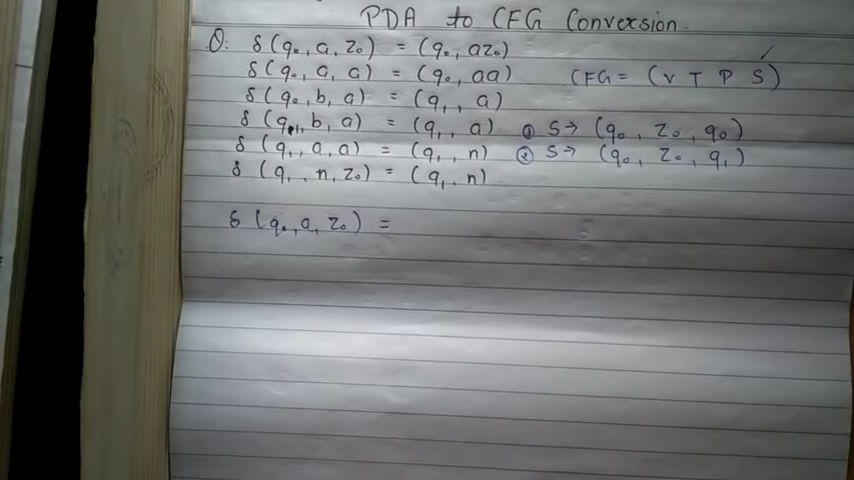 PDA to CFG Conversion.
Q: δ(q₀, a, z₀) = (q₀, az₀)
δ(q₀, a, a) = (q₀, aa) CFG = (V T P S)
δ(q₀, b, a) = (q₁, a)
δ(q₁, b, a) = (q₁, a) ① S → (q₀, z₀, q₀)
δ(q₁, a, a) = (q₁, n) ② S → (q₀, z₀, q₁)
δ(q₁, n, z₀) = (q₁, n)
δ(q₀, a, z₀) =